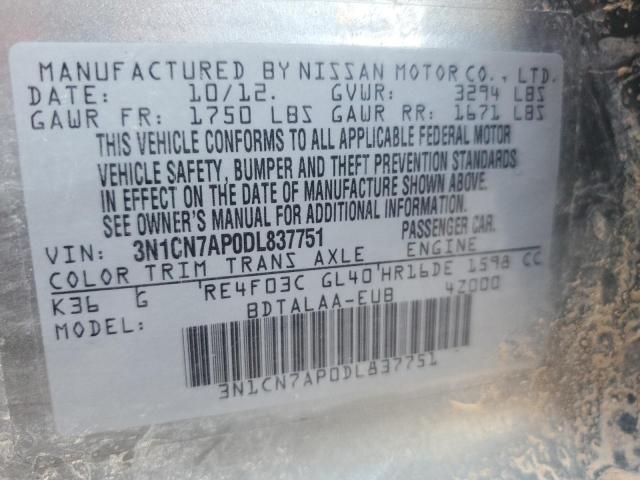 MANUFACTURED BY NISSAN MOTOR CO., LTD.
DATE: 10/12. GVWR: 3294 LBS
GAWR FR: 1750 LBS GAWR RR: 1671 LBS
THIS VEHICLE CONFORMS TO ALL APPLICABLE FEDERAL MOTOR
VEHICLE SAFETY, BUMPER AND THEFT PREVENTION STANDARDS
IN EFFECT ON THE DATE OF MANUFACTURE SHOWN ABOVE.
SEE OWNER'S MANUAL FOR ADDITIONAL INFORMATION.
VIN: 3N1CN7AP0DL837751 PASSENGER CAR.
COLOR TRIM TRANS AXLE ENGINE
K36 G RE4F03C GL40 HR16DE 1598 CC
MODEL: BDTALAA-EUB 42000
3N1CN7AP0DL837751